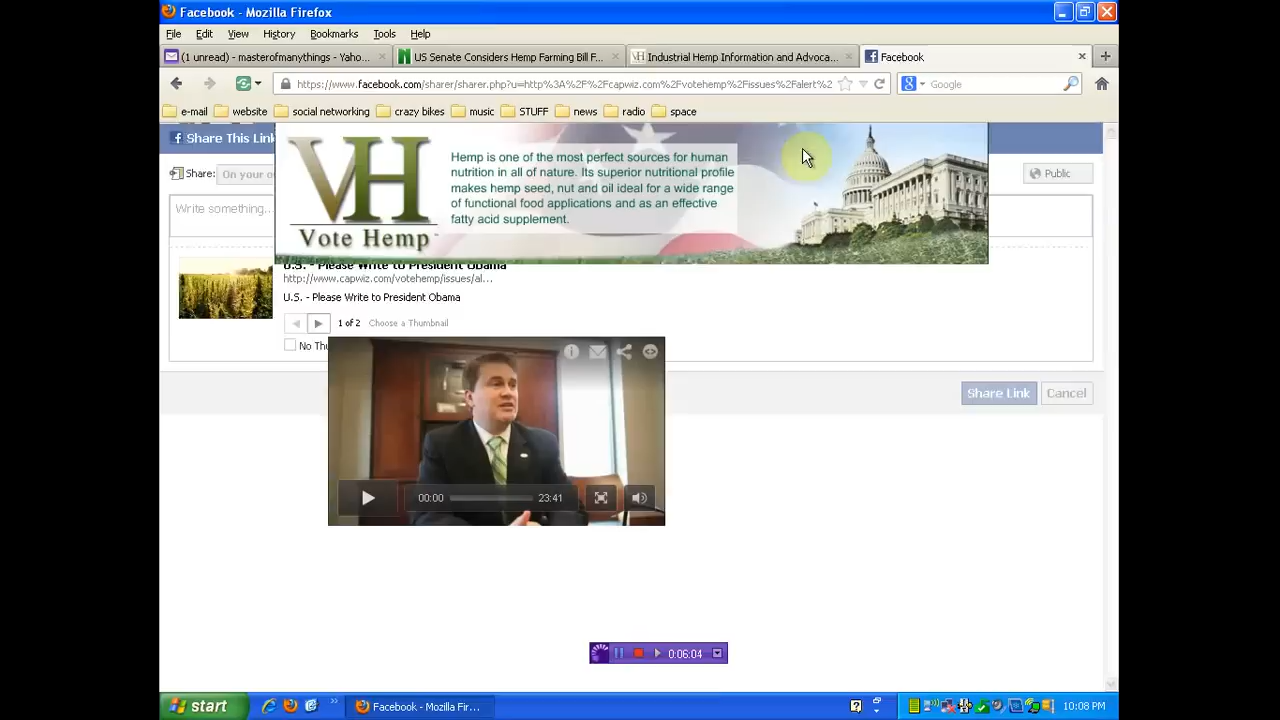 Facebook - Mozilla Firefox
File Edit View History Bookmarks Tools Help
(1 unread) - masterofmanythings - Yaho...
US Senate Considers Hemp Farming Bill F...
Industrial Hemp Information and Advoca...
Facebook
https://www.facebook.com/sharer/sharer.php?u=http%3A%2F%2Fcapwiz.com%2Fvotehemp%2Fissues%2Falert%2
Google
e-mail website social networking crazy bikes music STUFF news radio space
Share This Link
Share: On your ow
Public
Write something...
VH
Vote Hemp
Hemp is one of the most perfect sources for human
nutrition in all of nature. Its superior nutritional profile
makes hemp seed, nut and oil ideal for a wide range
of functional food applications and as an effective
fatty acid supplement.
U.S. - Please Write to President Obama
http://www.capwiz.com/votehemp/issues/al...
U.S. - Please Write to President Obama
1 of 2 Choose a Thumbnail
No Thu
00:00 23:41
Share Link Cancel
0:06:04
start
Facebook - Mozilla Fir...
10:08 PM